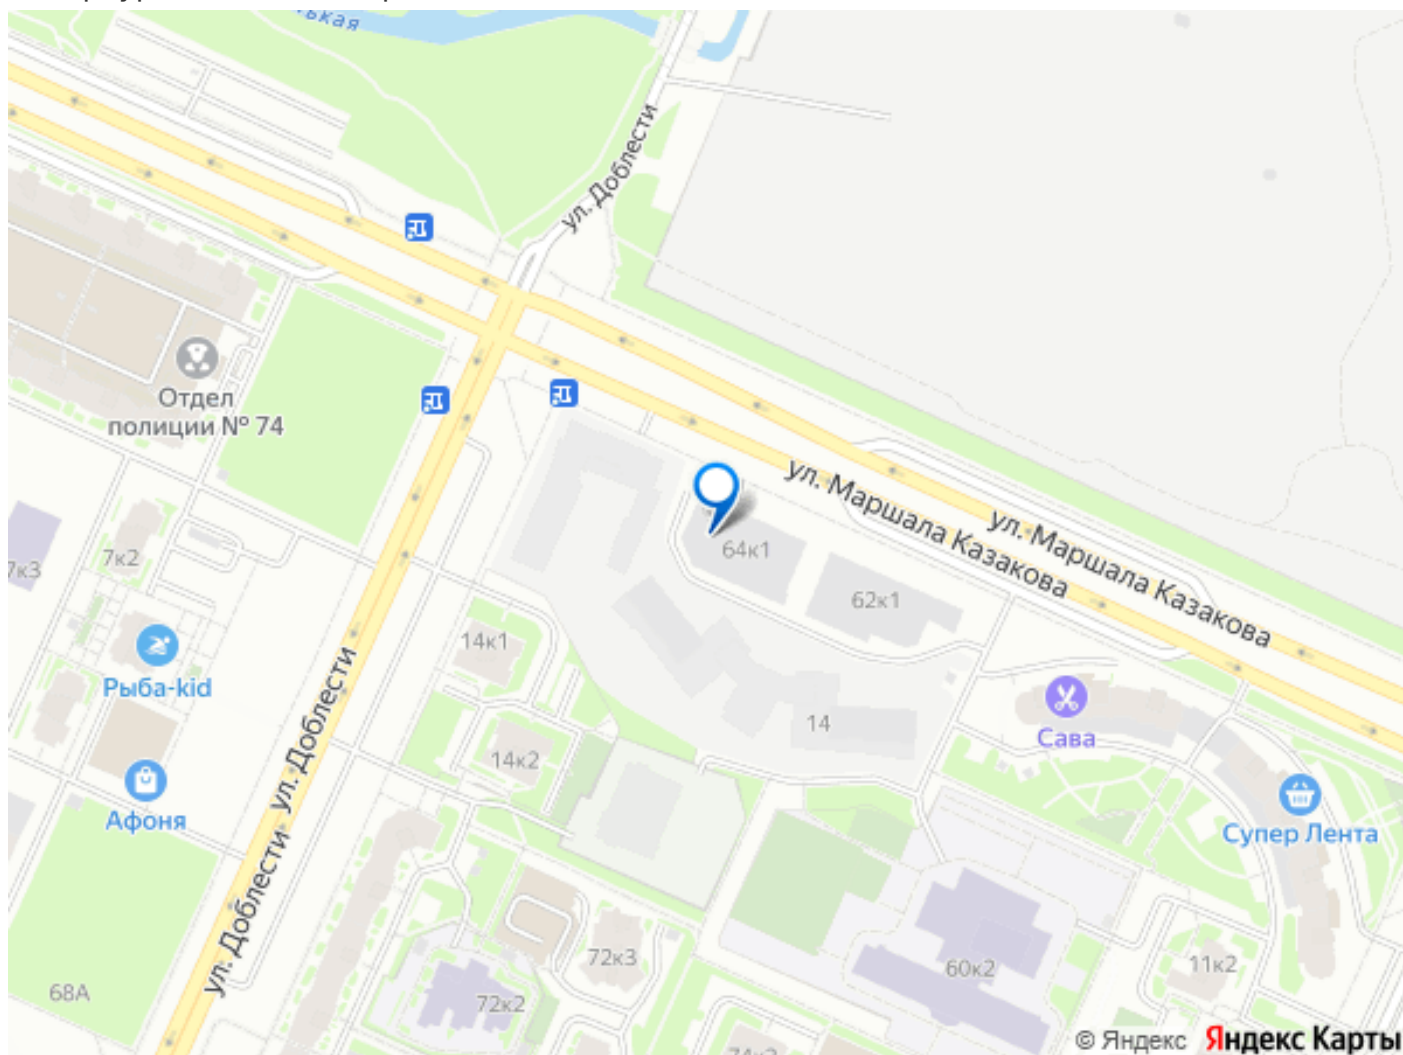 ул. Доблести
Отдел
полиции № 74
ул. Маршала Казакова
ул. Маршала Казакова
64к1
7к2
7к3
62к1
14к1
Рыба-kid
ул. Доблести
Сава
14
14к2
Афоня
Супер Лента
ул. Доблести
72к3
60к2
11к2
68А
72к2
© Яндекс Яндекс Карты